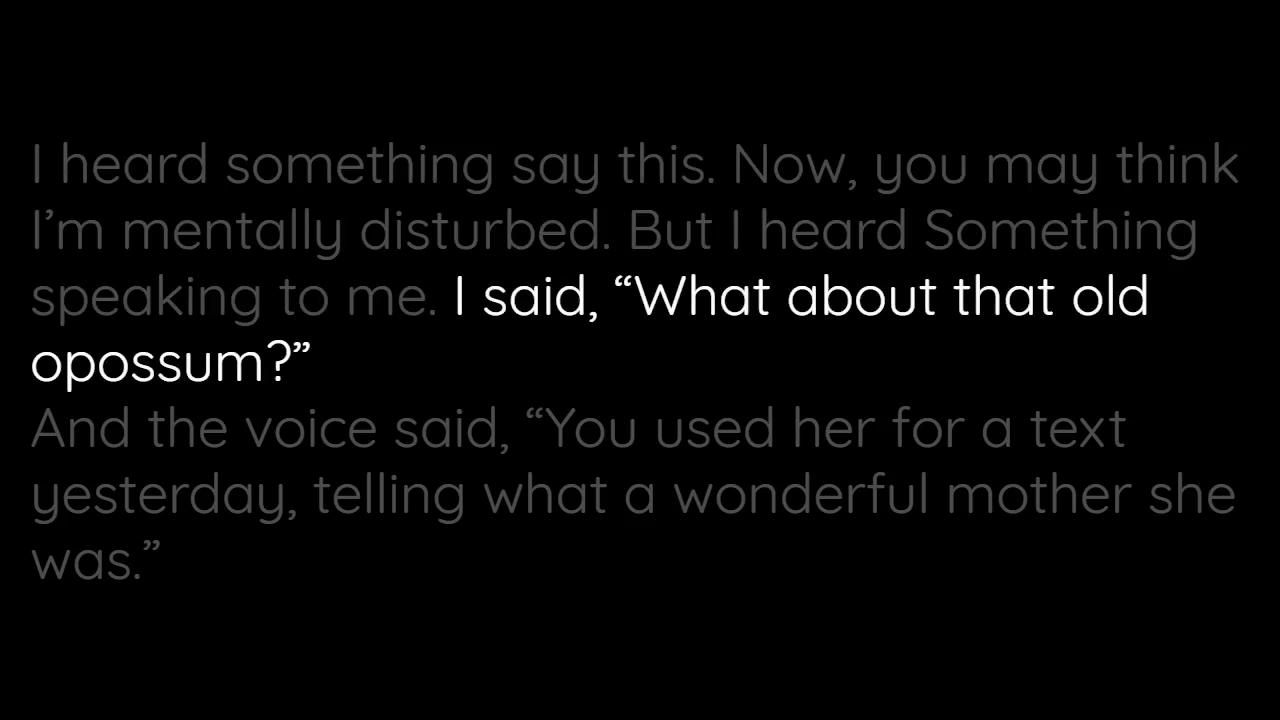 I heard something say this. Now, you may think
I’m mentally disturbed. But I heard Something
speaking to me. I said, “What about that old
opossum?”
And the voice said, “You used her for a text
yesterday, telling what a wonderful mother she
was.”